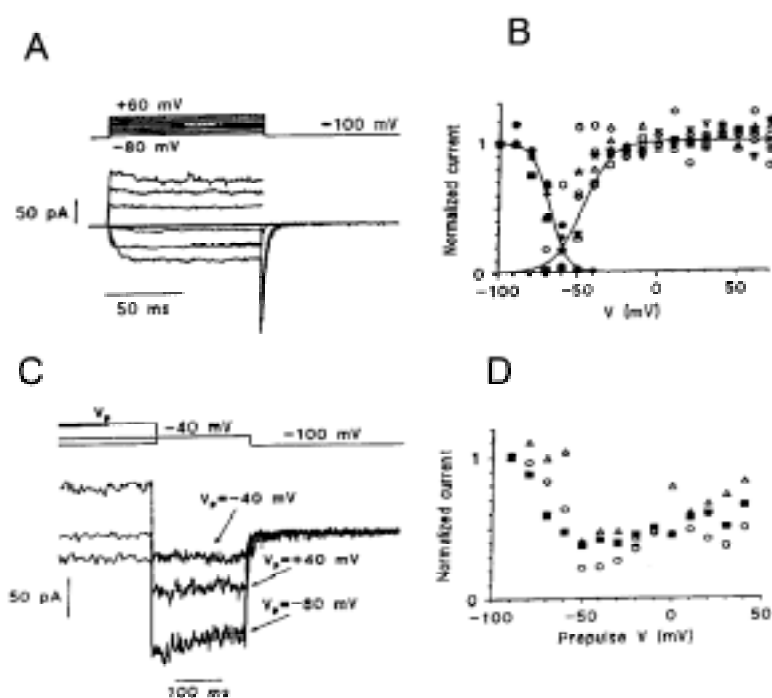 A
+60 mV
-100 mV
-80 mV
50 pA
50 ms
B
Normalized current
1
0
-100
-50
0
50
V (mV)
C
Vp
-40 mV
-100 mV
Vp=-40 mV
Vp=+40 mV
Vp=-80 mV
50 pA
100 ms
D
Normalized current
1
0
-100
-50
0
50
Prepulse V (mV)